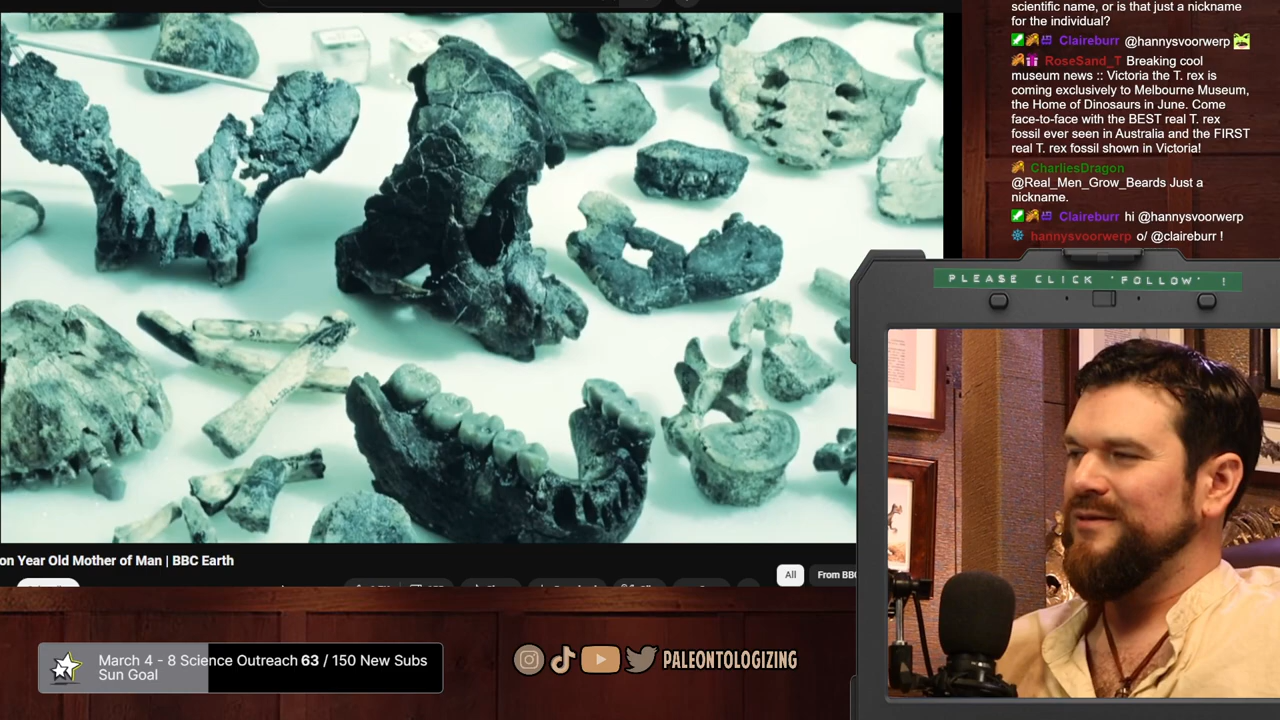 scientific name, or is that just a nickname
for the individual?
Claireburr @hannysvoorwerp
RoseSand_T Breaking cool
museum news :: Victoria the T. rex is
coming exclusively to Melbourne Museum,
the Home of Dinosaurs in June. Come
face-to-face with the BEST real T. rex
fossil ever seen in Australia and the FIRST
real T. rex fossil shown in Victoria!
CharliesDragon
@Real_Men_Grow_Beards Just a
nickname.
Claireburr hi @hannysvoorwerp
hannysvoorwerp o/ @claireburr !
PLEASE CLICK "FOLLOW" !
on Year Old Mother of Man | BBC Earth
All
From BBC
March 4 - 8 Science Outreach 63 / 150 New Subs
Sun Goal
PALEONTOLOGIZING